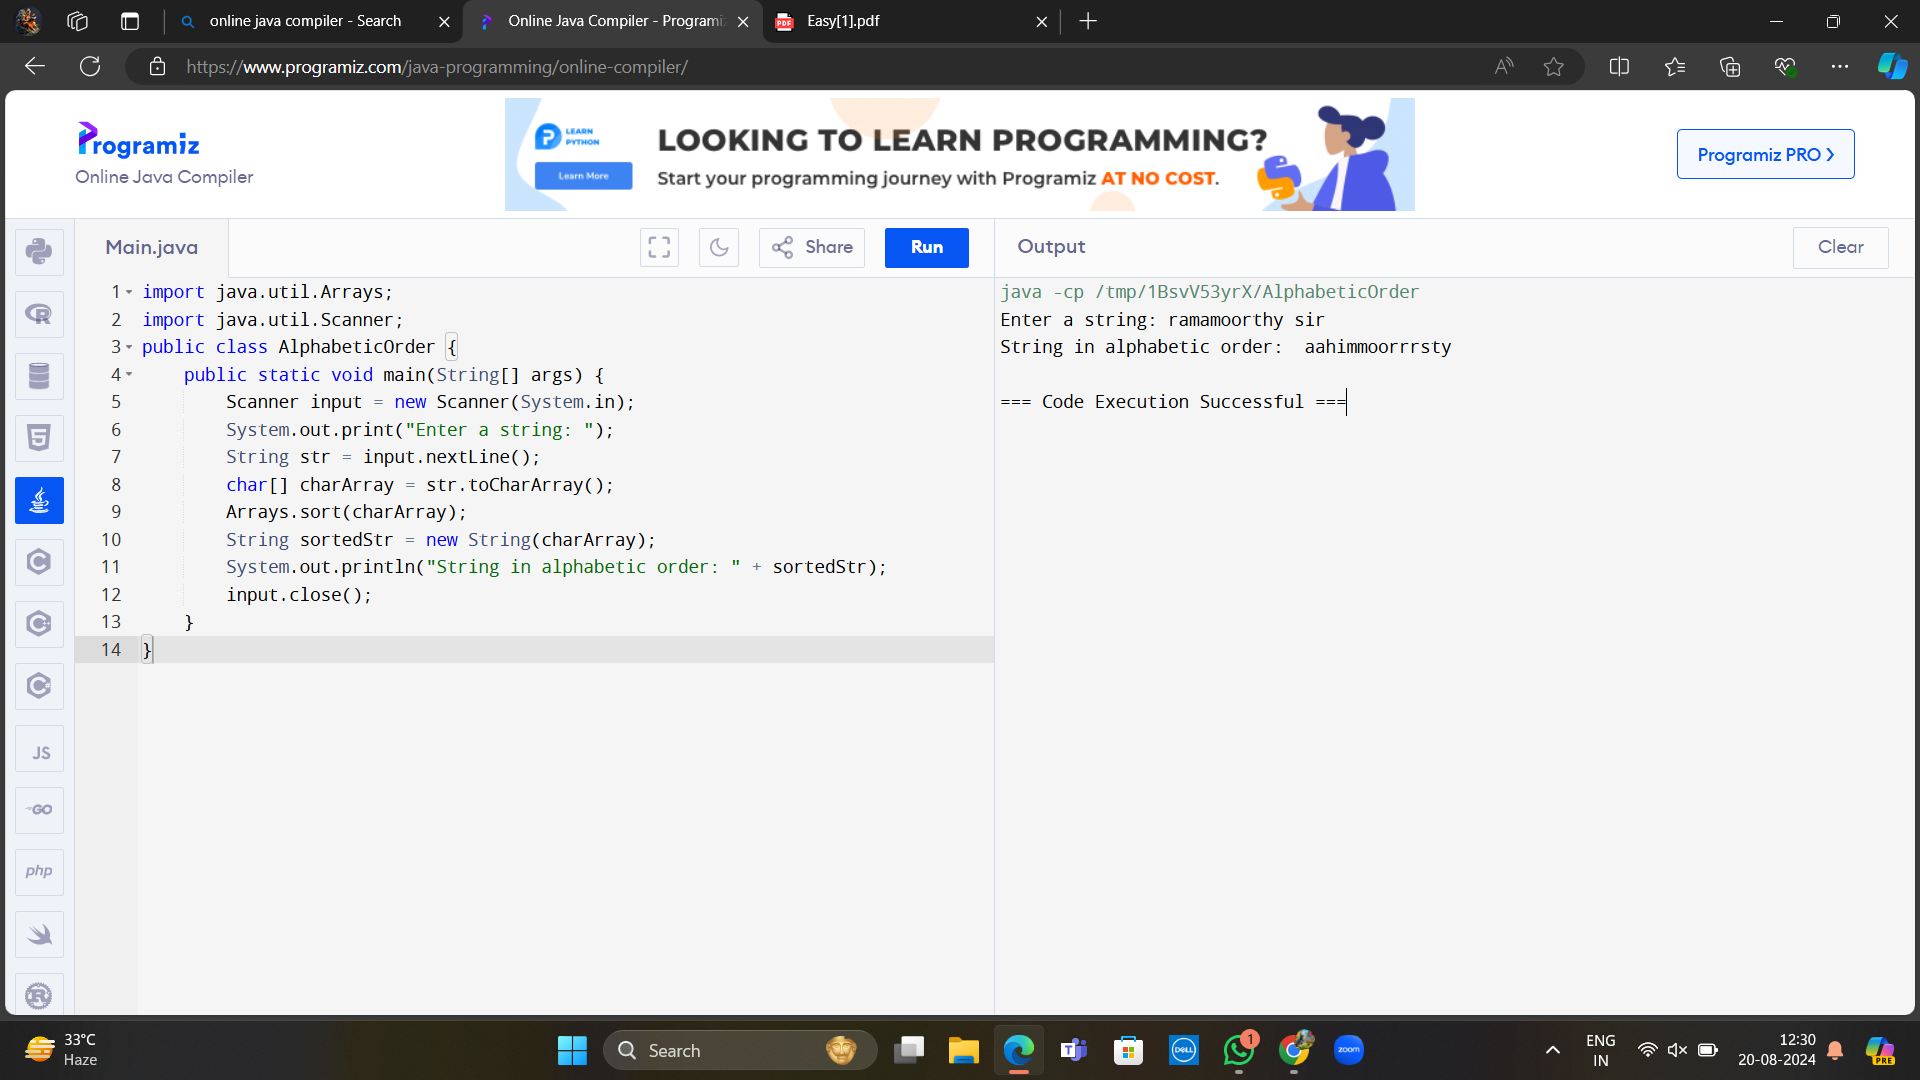 online java compiler - Search
Online Java Compiler - Programiz
Easy[1].pdf
https://www.programiz.com/java-programming/online-compiler/
Programiz
Online Java Compiler
LEARN
PYTHON
Learn More
LOOKING TO LEARN PROGRAMMING?
Start your programming journey with Programiz AT NO COST.
Programiz PRO
Main.java
Share
Run
Output
Clear
1 import java.util.Arrays;
2 import java.util.Scanner;
3 public class AlphabeticOrder {
4     public static void main(String[] args) {
5         Scanner input = new Scanner(System.in);
6         System.out.print("Enter a string: ");
7         String str = input.nextLine();
8         char[] charArray = str.toCharArray();
9         Arrays.sort(charArray);
10         String sortedStr = new String(charArray);
11         System.out.println("String in alphabetic order: " + sortedStr);
12         input.close();
13     }
14 }
java -cp /tmp/1BsvV53yrX/AlphabeticOrder
Enter a string: ramamoorthy sir
String in alphabetic order:  aahimmoorrrsty
=== Code Execution Successful ===
JS
GO
php
33°C
Haze
Search
DELL
1
zoom
ENG
IN
12:30
20-08-2024
PRE